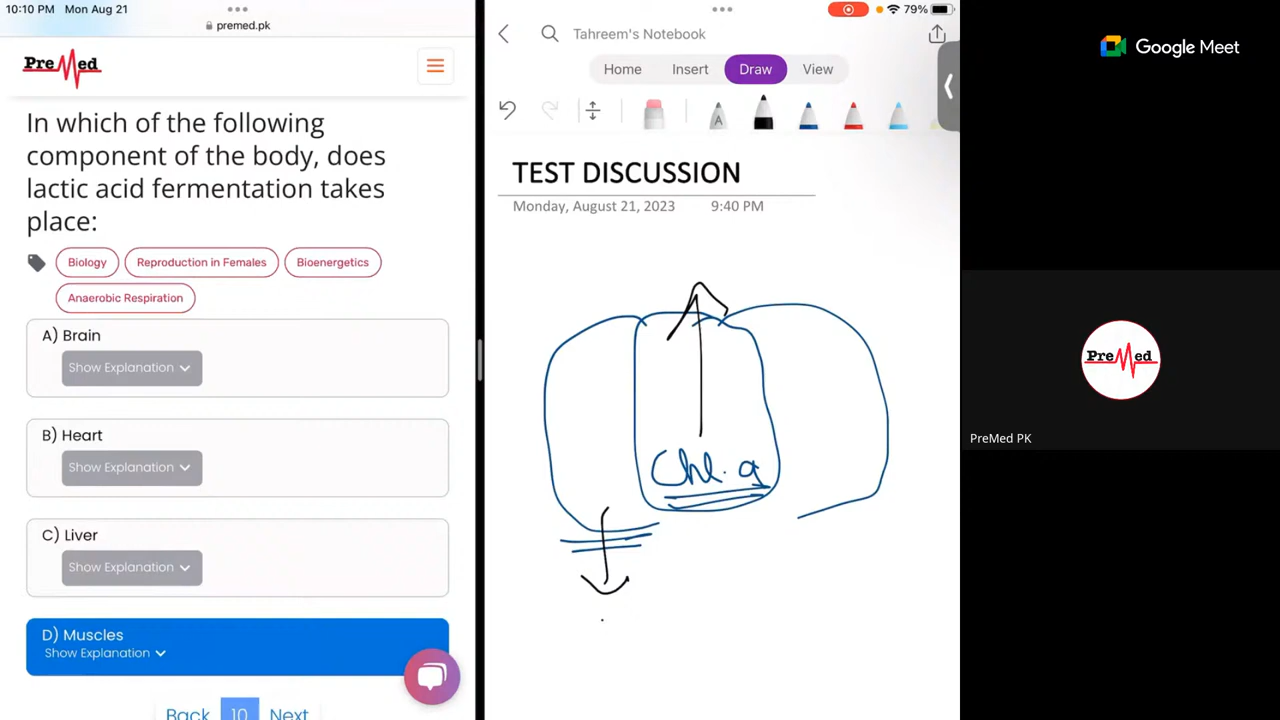 10:10 PM Mon Aug 21
premed.pk
PreMed
In which of the following
component of the body, does
lactic acid fermentation takes
place:
Biology
Reproduction in Females
Bioenergetics
Anaerobic Respiration
A) Brain
Show Explanation
B) Heart
Show Explanation
C) Liver
Show Explanation
D) Muscles
Show Explanation
Back 10 Next
79%
Tahreem's Notebook
Home Insert Draw View
A
TEST DISCUSSION
Monday, August 21, 2023 9:40 PM
Chl. a
Google Meet
PreMed
PreMed PK